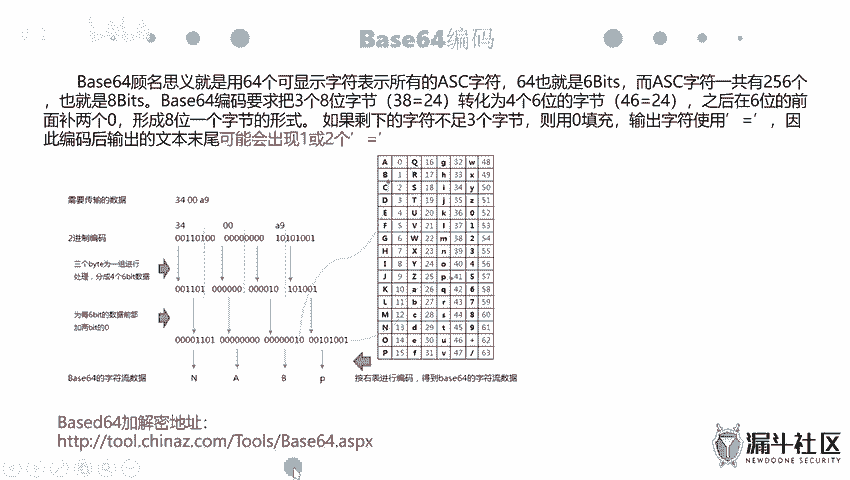 Base64编码
Base64顾名思义就是用64个可显示字符表示所有的ASC字符，64也就是6Bits，而ASC字符一共有256个
，也就是8Bits。Base64编码要求把3个8位字节（38=24）转化为4个6位的字节（46=24），之后在6位的前
面补两个0，形成8位一个字节的形式。 如果剩下的字符不足3个字节，则用0填充，输出字符使用’=’，因
此编码后输出的文本末尾可能会出现1或2个’=’
A 0 Q 16 g 32 w 48
B 1 R 17 h 33 x 49
C 2 S 18 i 34 y 50
D 3 T 19 j 35 z 51
E 4 U 20 k 36 0 52
F 5 V 21 l 37 1 53
G 6 W 22 m 38 2 54
H 7 X 23 n 39 3 55
I 8 Y 24 o 40 4 56
J 9 Z 25 p 41 5 57
K 10 a 26 q 42 6 58
L 11 b 27 r 43 7 59
M 12 c 28 s 44 8 60
N 13 d 29 t 45 9 61
O 14 e 30 u 46 + 62
P 15 f 31 v 47 / 63
需要传输的数据 34 00 a9
34 00 a9
2进制编码 00110100 00000000 10101001
三个byte为一组进行
处理，分成4个6bit数据
001101 000000 000010 101001
为每6bit的数据前部
加两bit的0
00001101 00000000 00000010 00101001
Base64的字符流数据 N A B p 按右表进行编码，得到base64的字符流数据
Based64加解密地址：
http://tool.chinaz.com/Tools/Base64.aspx
漏斗社区
NEWDOONE SECURITY